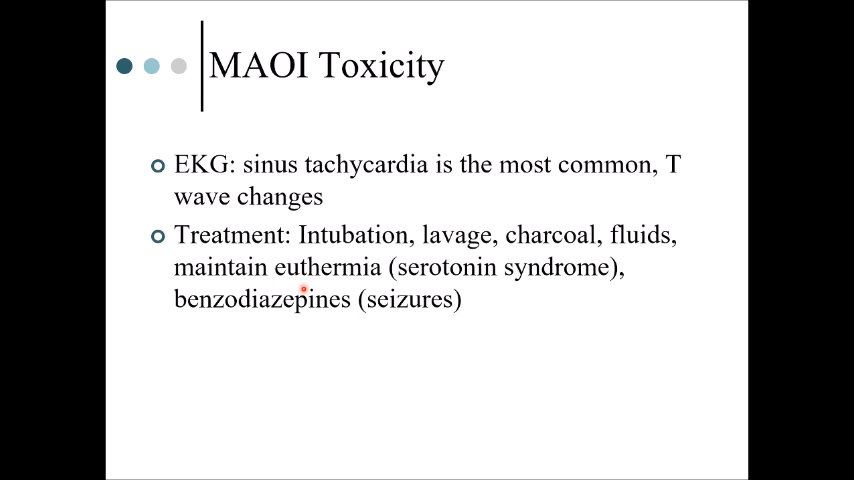 MAOI Toxicity
EKG: sinus tachycardia is the most common, T
wave changes
Treatment: Intubation, lavage, charcoal, fluids,
maintain euthermia (serotonin syndrome),
benzodiazepines (seizures)